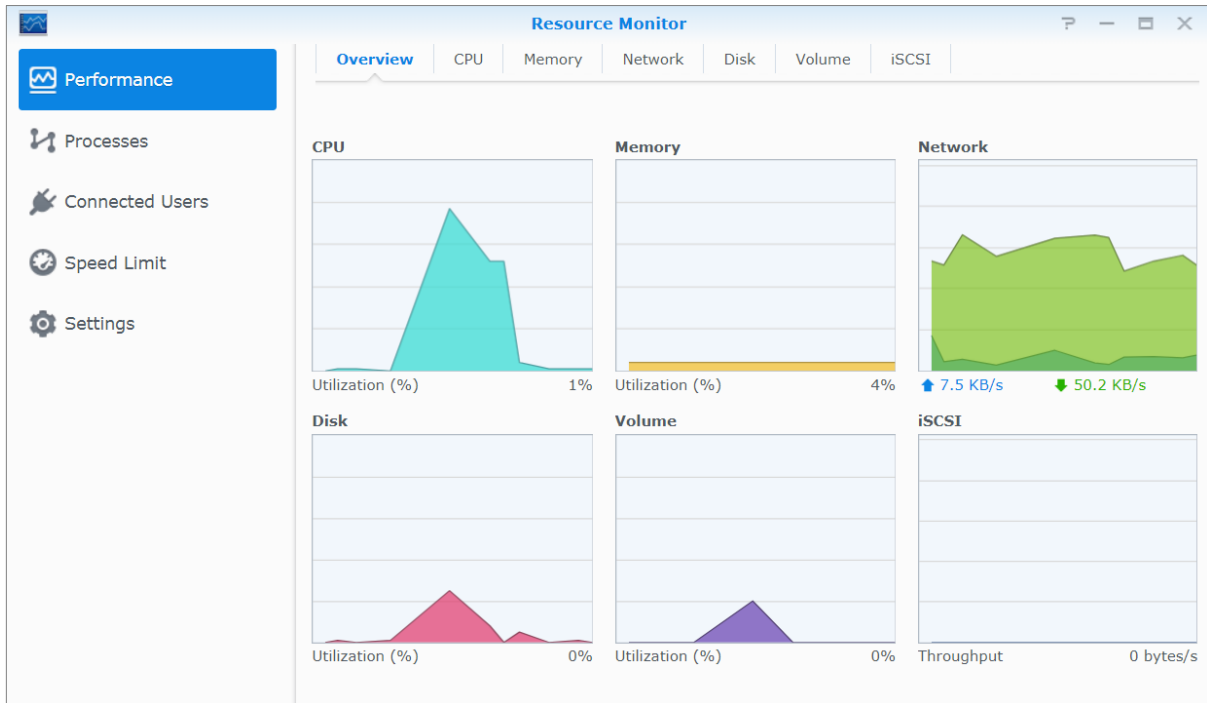 Resource Monitor
Performance
Processes
Connected Users
Speed Limit
Settings
Overview CPU Memory Network Disk Volume iSCSI
CPU Memory Network
Utilization (%) 1% Utilization (%) 4% 7.5 KB/s 50.2 KB/s
Disk Volume iSCSI
Utilization (%) 0% Utilization (%) 0% Throughput 0 bytes/s